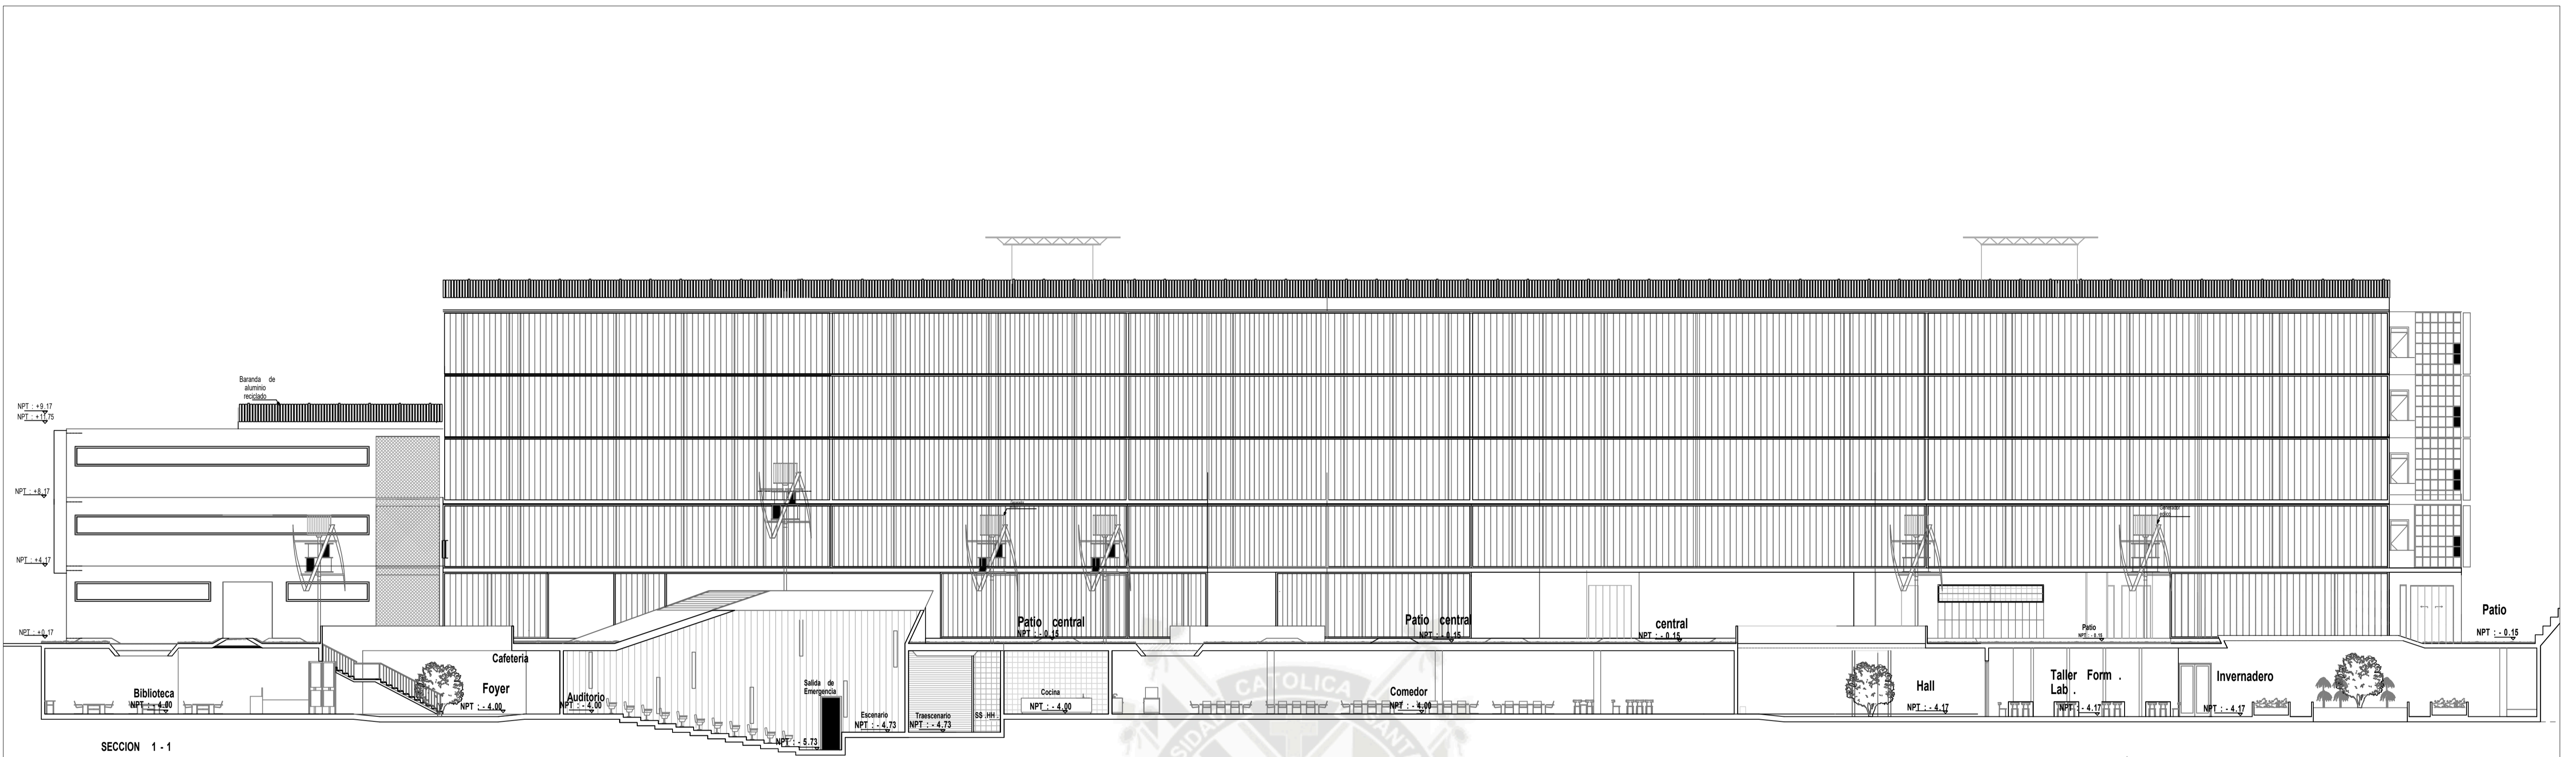 Baranda de
aluminio
reciclado
NPT : +9.17
NPT : +11.75
NPT : +8.17
NPT : +4.17
NPT : +0.17
Generador
eólico
Patio central
NPT : - 0.15
Patio central
NPT : - 0.15
central
NPT : - 0.15
Patio
NPT : - 0.15
Patio
NPT : - 0.15
Biblioteca
NPT : - 4.00
Cafeteria
Foyer
NPT : - 4.00
Auditorio
NPT : - 4.00
Salida de
Emergencia
NPT : - 5.73
Escenario
NPT : - 4.73
Traescenario
NPT : - 4.73
SS .HH .
Cocina
NPT : - 4.00
Comedor
NPT : - 4.00
Hall
NPT : - 4.17
Taller Form .
Lab .
NPT : - 4.17
Invernadero
NPT : - 4.17
CATOLICA
SECCION 1 - 1